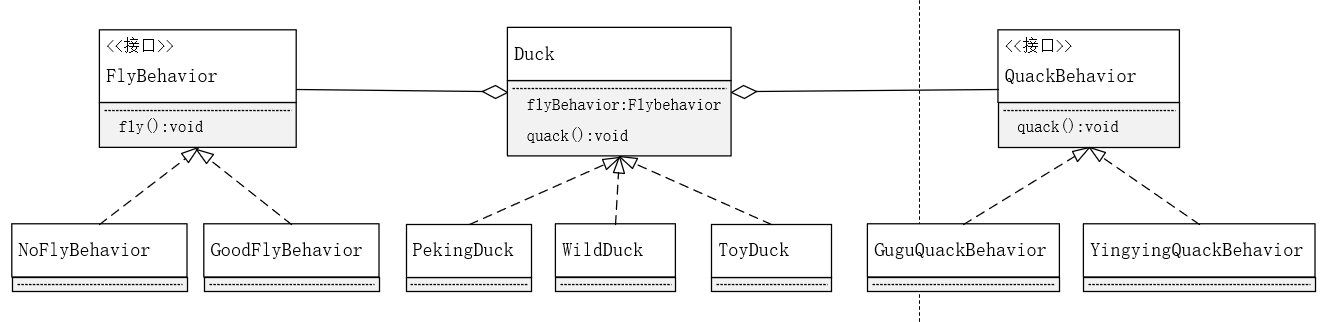 <<接口>>
FlyBehavior
fly():void
Duck
flyBehavior:Flybehavior
quack():void
<<接口>>
QuackBehavior
quack():void
NoFlyBehavior
GoodFlyBehavior
PekingDuck
WildDuck
ToyDuck
GuguQuackBehavior
YingyingQuackBehavior